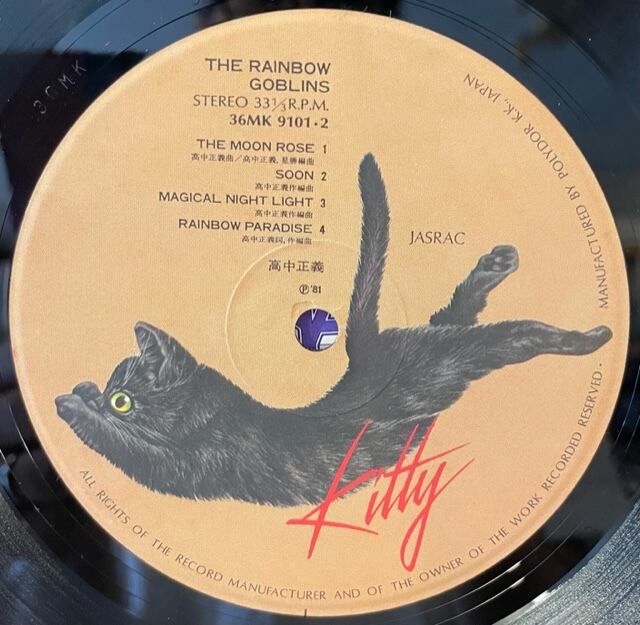 THE RAINBOW
GOBLINS
STEREO 33⅓ R.P.M.
36MK 9101·2
THE MOON ROSE 1
高中正義曲/高中正義,星勝編曲
SOON 2
高中正義作編曲
MAGICAL NIGHT LIGHT 3
高中正義作編曲
RAINBOW PARADISE 4
高中正義詞,作編曲
高中正義
Ⓟ'81
JASRAC
Kitty
MANUFACTURED BY POLYDOR K.K., JAPAN
ALL RIGHTS OF THE RECORD MANUFACTURER AND OF THE OWNER OF THE WORK RECORDED RESERVED·
36MK